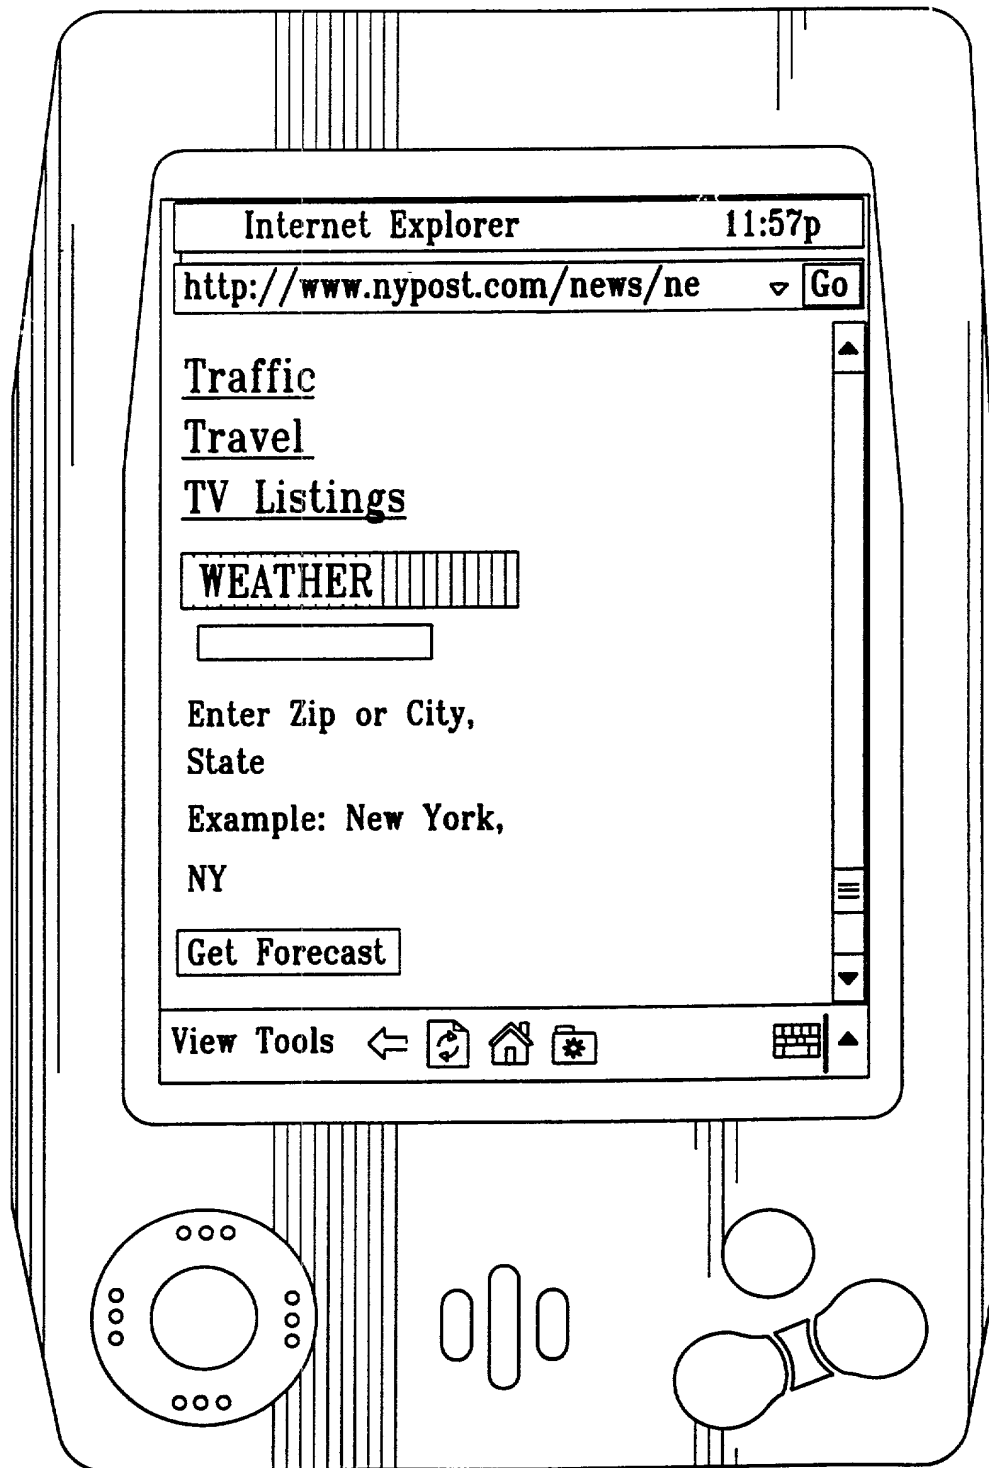 Internet Explorer 11:57p
http://www.nypost.com/news/ne Go
Traffic
Travel
TV Listings
WEATHER
Enter Zip or City,
State
Example: New York,
NY
Get Forecast
View Tools